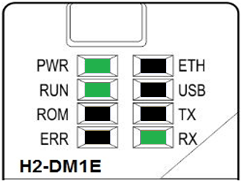 PWR ETH
RUN USB
ROM TX
ERR RX
H2-DM1E